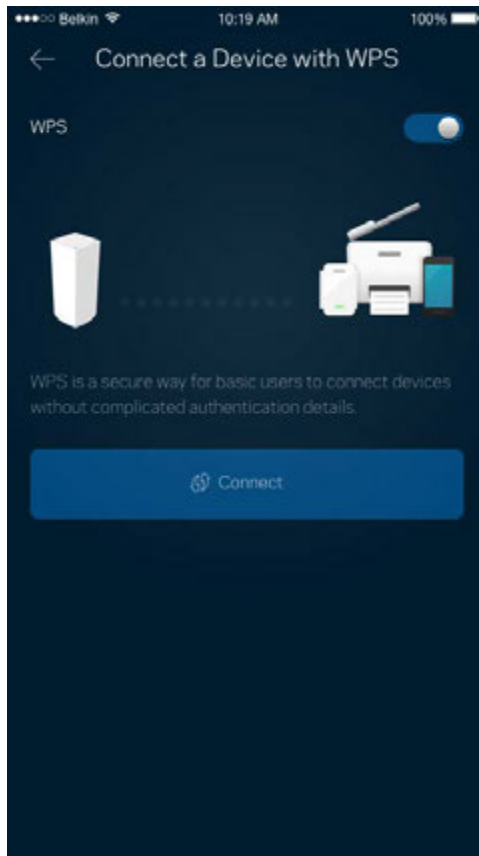 Belkin 10:19 AM 100%
Connect a Device with WPS
WPS
WPS is a secure way for basic users to connect devices
without complicated authentication details.
Connect